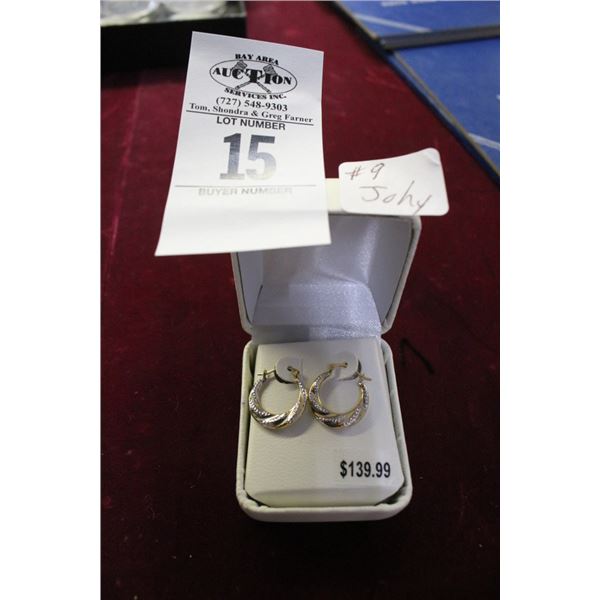 BAY AREA
AUCTION
SERVICES INC.
(727) 548-9303
Tom, Shondra & Greg Farner
LOT NUMBER
15
BUYER NUMBER
#9
Johy
$139.99